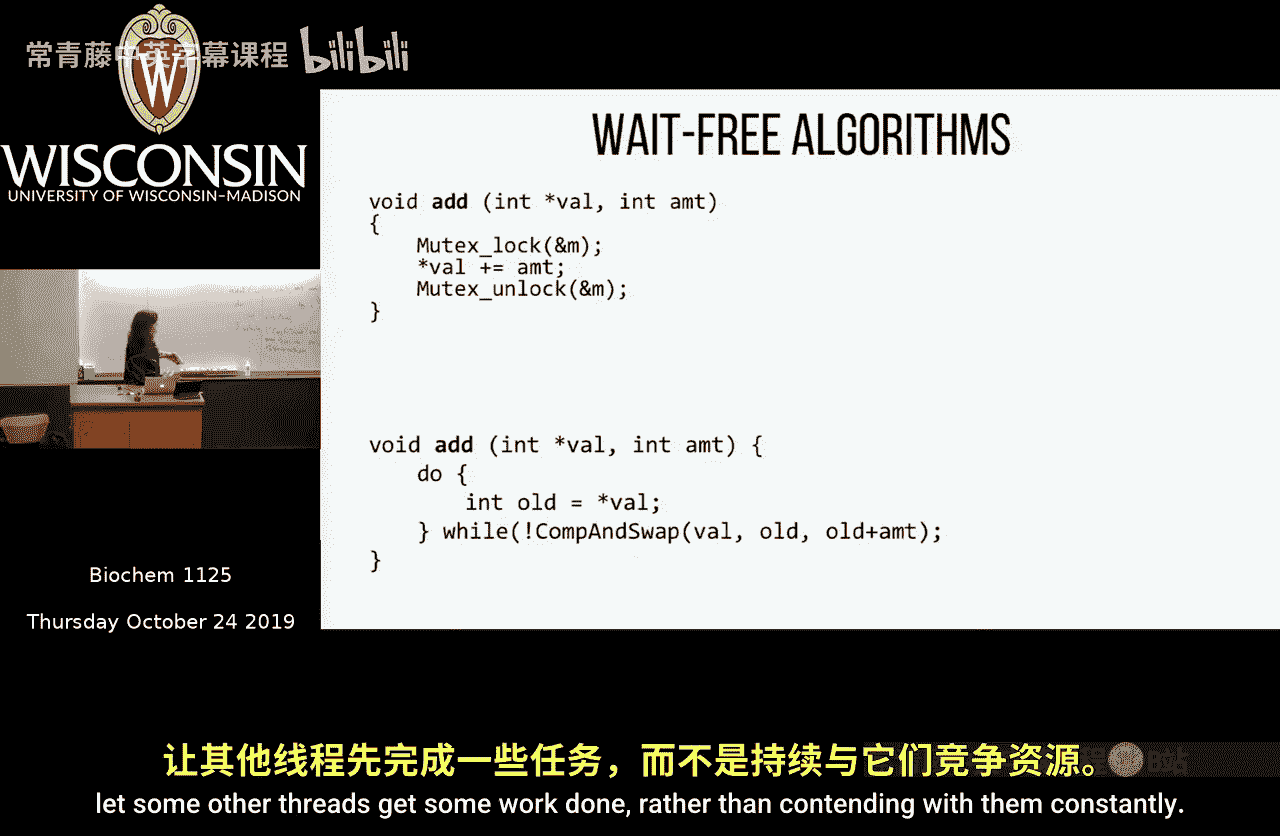 常青藤中英字幕课程 bilibili
W
WISCONSIN
UNIVERSITY OF WISCONSIN–MADISON
WAIT-FREE ALGORITHMS
void add (int *val, int amt)
{
Mutex_lock(&m);
*val += amt;
Mutex_unlock(&m);
}
void add (int *val, int amt) {
do {
int old = *val;
} while(!CompAndSwap(val, old, old+amt);
}
Biochem 1125
Thursday October 24 2019
让其他线程先完成一些任务，而不是持续与它们竞争资源。
let some other threads get some work done, rather than contending with them constantly.